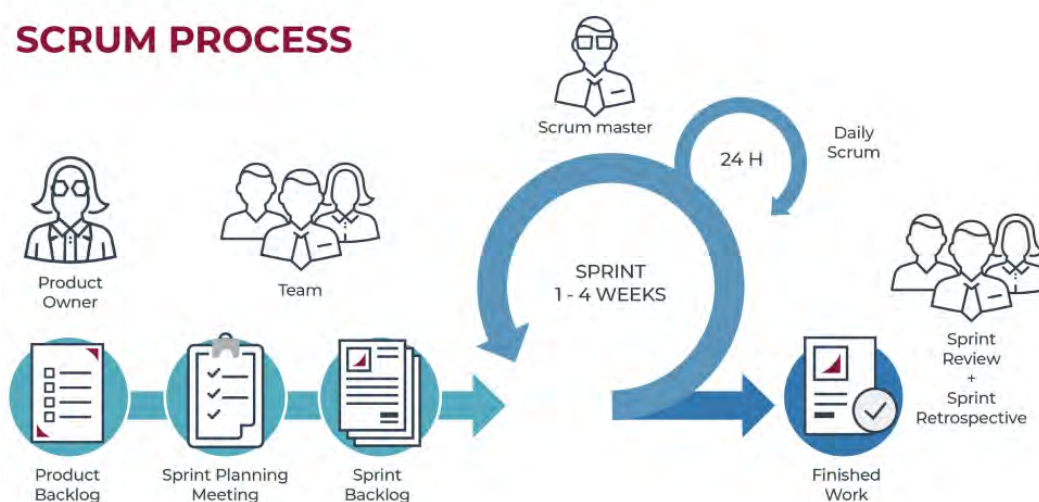 SCRUM PROCESS
Scrum master
24 H
Daily
Scrum
Product
Owner
Team
SPRINT
1 - 4 WEEKS
Sprint
Review
+
Sprint
Retrospective
Product
Backlog
Sprint Planning
Meeting
Sprint
Backlog
Finished
Work